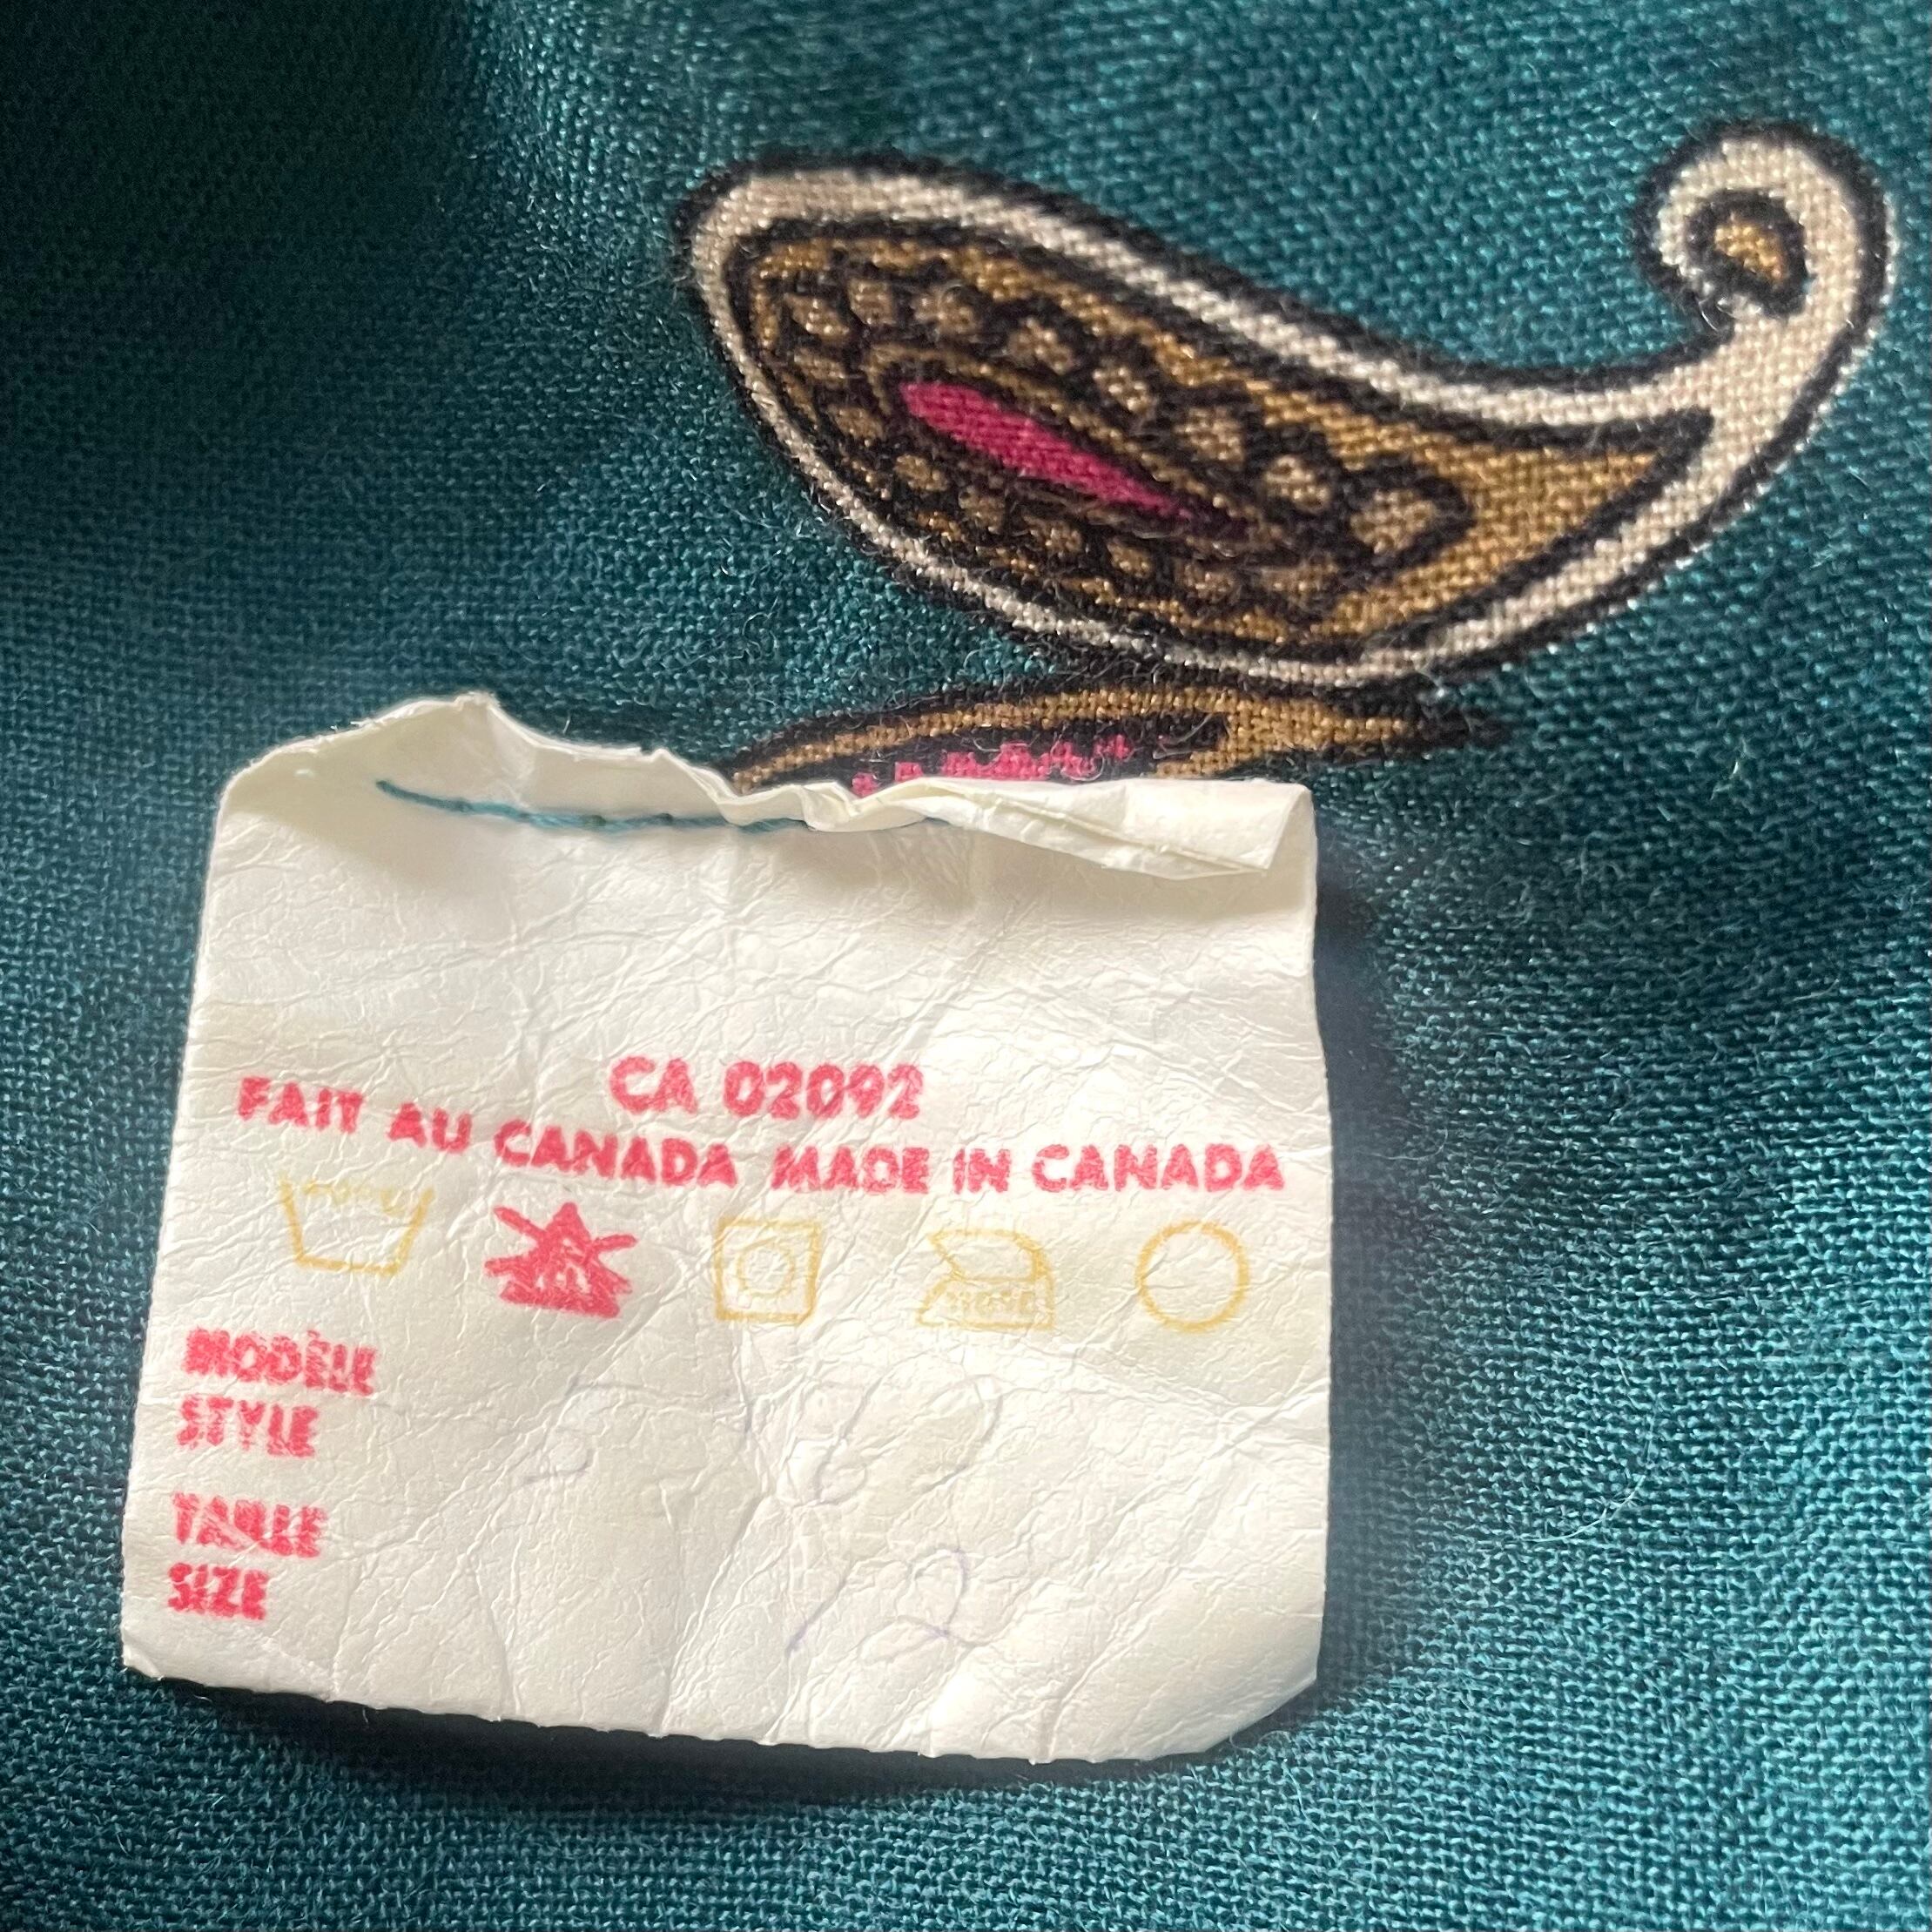 CA 02092
FAIT AU CANADA MADE IN CANADA
MODÈLE
STYLE
TAILLE
SIZE